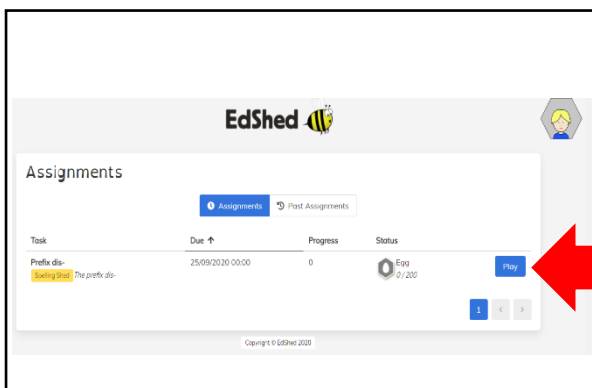 EdShed
Assignments
Assignments Past Assignments
Task Due ↑ Progress Status
Prefix dis- 25/09/2020 00:00 0 Egg Play
Spelling Shed The prefix dis- 0 / 200
1 < >
Copyright © EdShed 2020